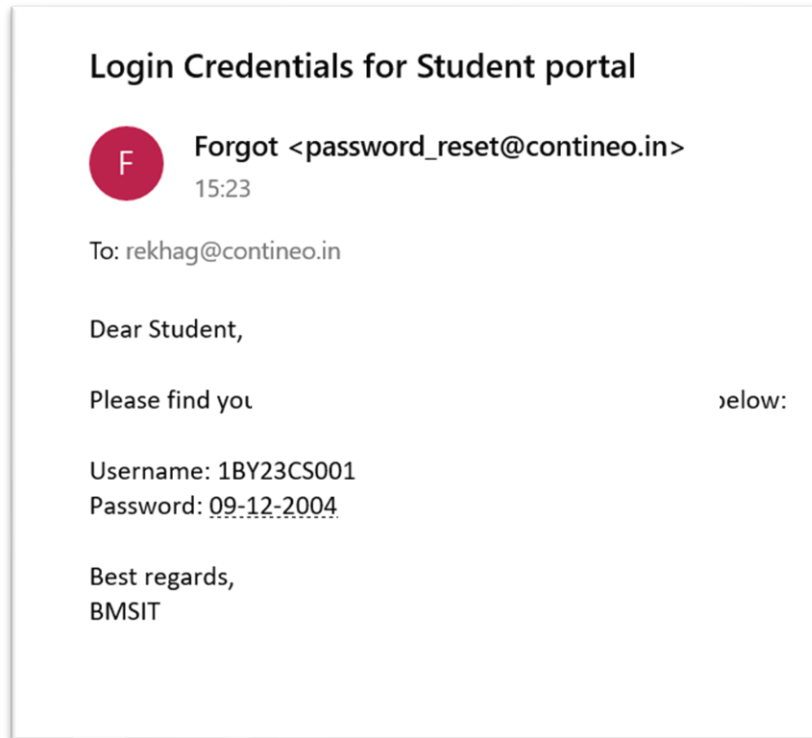 Login Credentials for Student portal
F
Forgot <password_reset@contineo.in>
15:23
To: rekhag@contineo.in
Dear Student,
Please find below:
Username: 1BY23CS001
Password: 09-12-2004
Best regards,
BMSIT